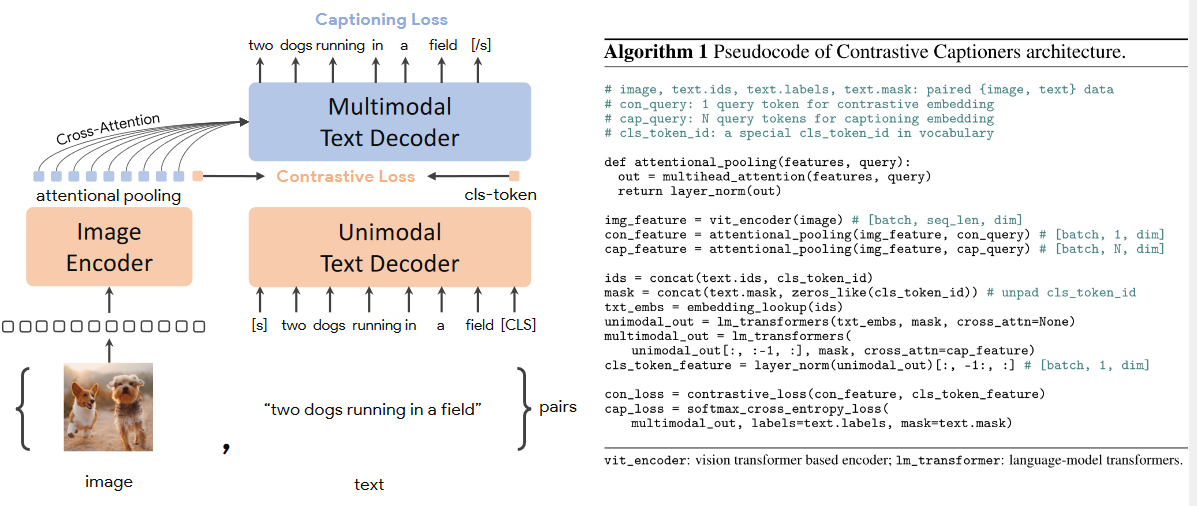 Captioning Loss
two dogs running in a field [/s]
Multimodal
Text Decoder
Cross-Attention
attentional pooling
Contrastive Loss
cls-token
Image
Encoder
Unimodal
Text Decoder
[s] two dogs running in a field [CLS]
{
“two dogs running in a field”
} pairs
,
image
text
Algorithm 1 Pseudocode of Contrastive Captioners architecture.
# image, text.ids, text.labels, text.mask: paired {image, text} data
# con_query: 1 query token for contrastive embedding
# cap_query: N query tokens for captioning embedding
# cls_token_id: a special cls_token_id in vocabulary
def attentional_pooling(features, query):
  out = multihead_attention(features, query)
  return layer_norm(out)
img_feature = vit_encoder(image) # [batch, seq_len, dim]
con_feature = attentional_pooling(img_feature, con_query) # [batch, 1, dim]
cap_feature = attentional_pooling(img_feature, cap_query) # [batch, N, dim]
ids = concat(text.ids, cls_token_id)
mask = concat(text.mask, zeros_like(cls_token_id)) # unpad cls_token_id
txt_embs = embedding_lookup(ids)
unimodal_out = lm_transformers(txt_embs, mask, cross_attn=None)
multimodal_out = lm_transformers(
    unimodal_out[:, :-1, :], mask, cross_attn=cap_feature)
cls_token_feature = layer_norm(unimodal_out)[:, -1:, :] # [batch, 1, dim]
con_loss = contrastive_loss(con_feature, cls_token_feature)
cap_loss = softmax_cross_entropy_loss(
    multimodal_out, labels=text.labels, mask=text.mask)
vit_encoder: vision transformer based encoder; lm_transformer: language-model transformers.